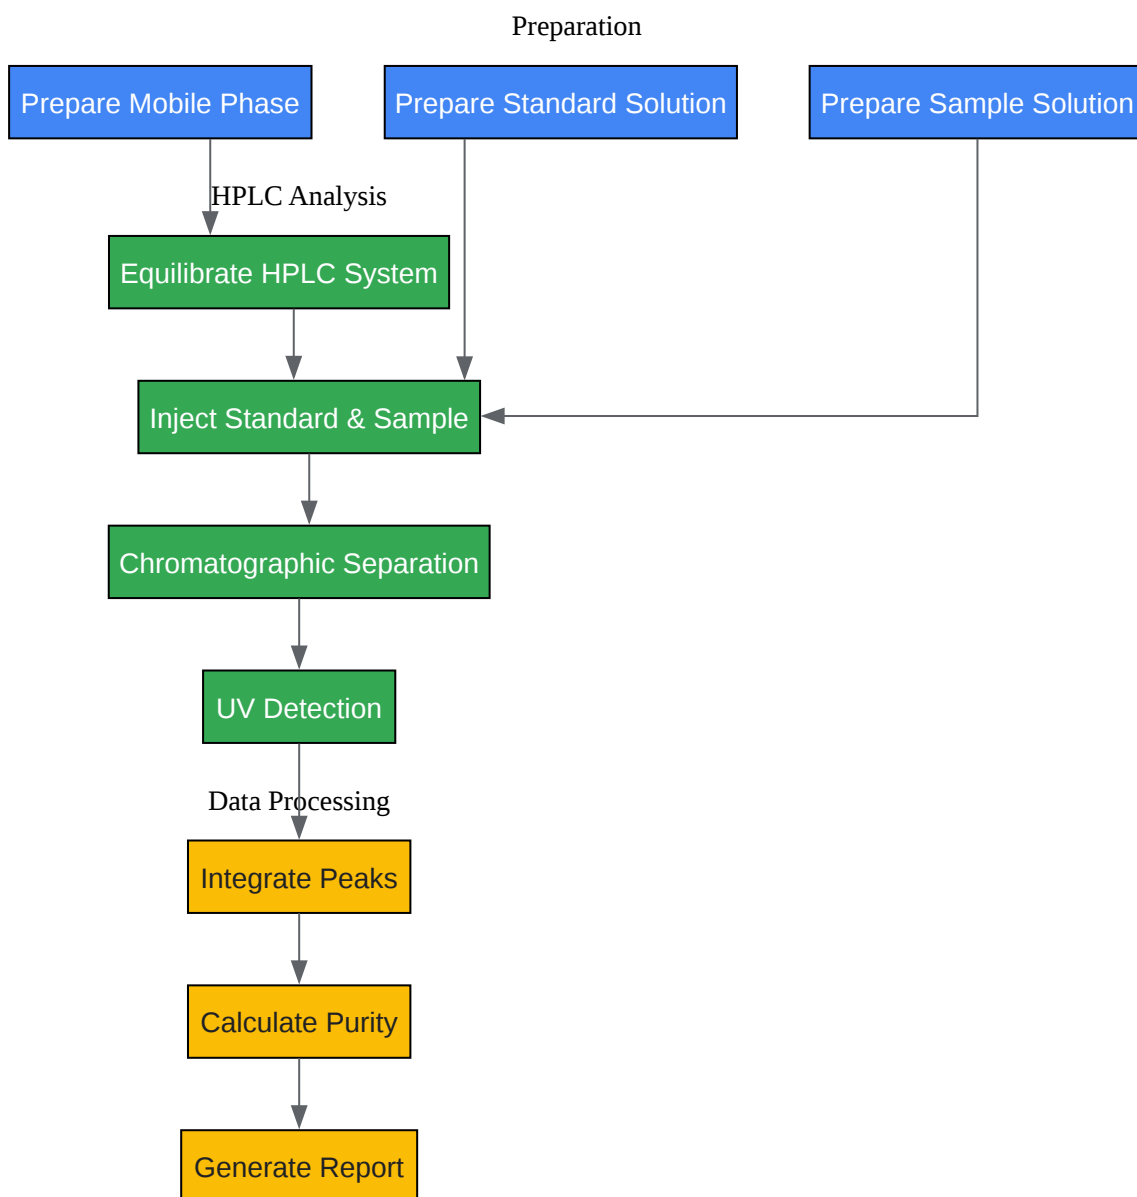 Preparation
Prepare Mobile Phase
Prepare Standard Solution
Prepare Sample Solution
HPLC Analysis
Equilibrate HPLC System
Inject Standard & Sample
Chromatographic Separation
UV Detection
Data Processing
Integrate Peaks
Calculate Purity
Generate Report